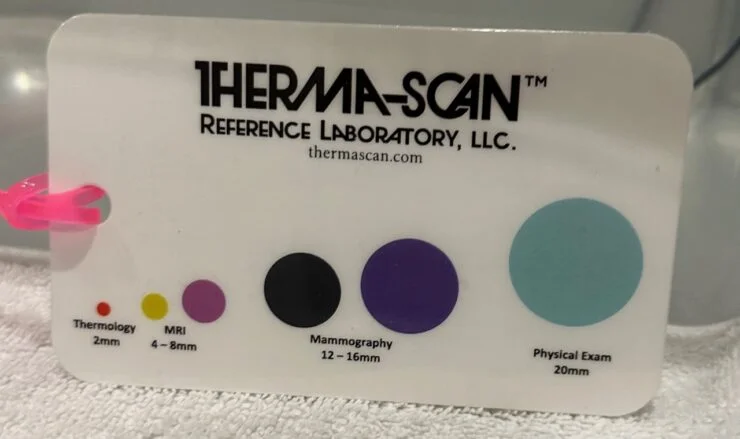 THERMA-SCAN™
REFERENCE LABORATORY, LLC.
thermascan.com
Thermology
2mm
MRI
4 – 8mm
Mammography
12 – 16mm
Physical Exam
20mm